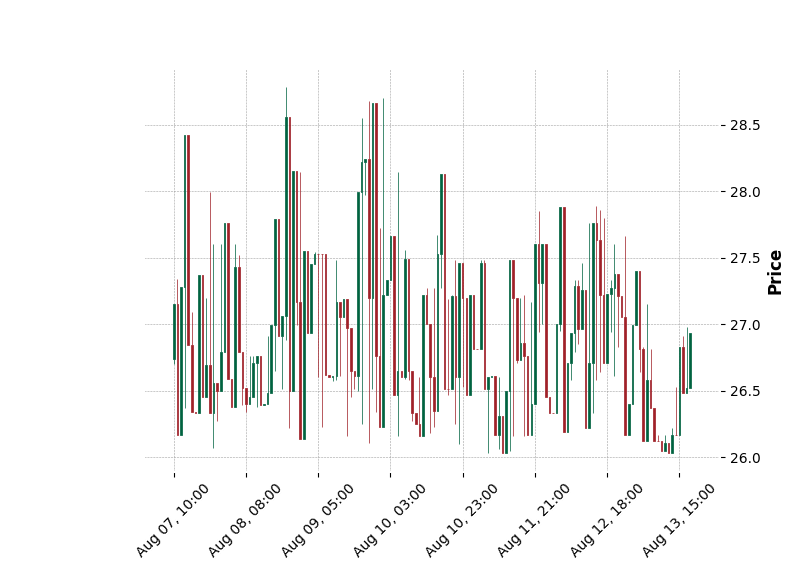 28.5
28.0
27.5
27.0
26.5
26.0
Price
Aug 07, 10:00
Aug 08, 08:00
Aug 09, 05:00
Aug 10, 03:00
Aug 10, 23:00
Aug 11, 21:00
Aug 12, 18:00
Aug 13, 15:00